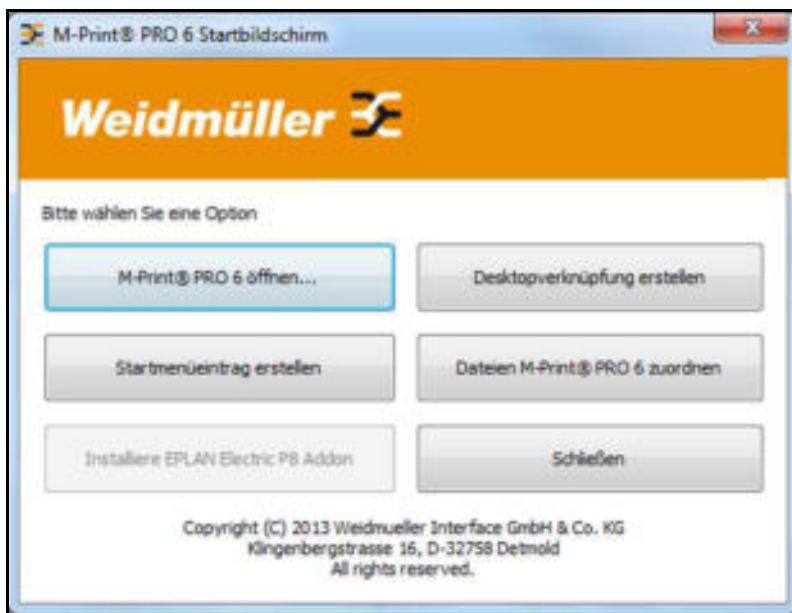 M-Print® PRO 6 Startbildschirm
Weidmüller
Bitte wählen Sie eine Option
M-Print® PRO 6 öffnen...
Desktopverknüpfung erstellen
Startmenüeintrag erstellen
Dateien M-Print® PRO 6 zuordnen
Installiere EPLAN Electric P8 Addon
Schließen
Copyright (C) 2013 Weidmueller Interface GmbH & Co. KG
Klingenbergstrasse 16, D-32758 Detmold
All rights reserved.